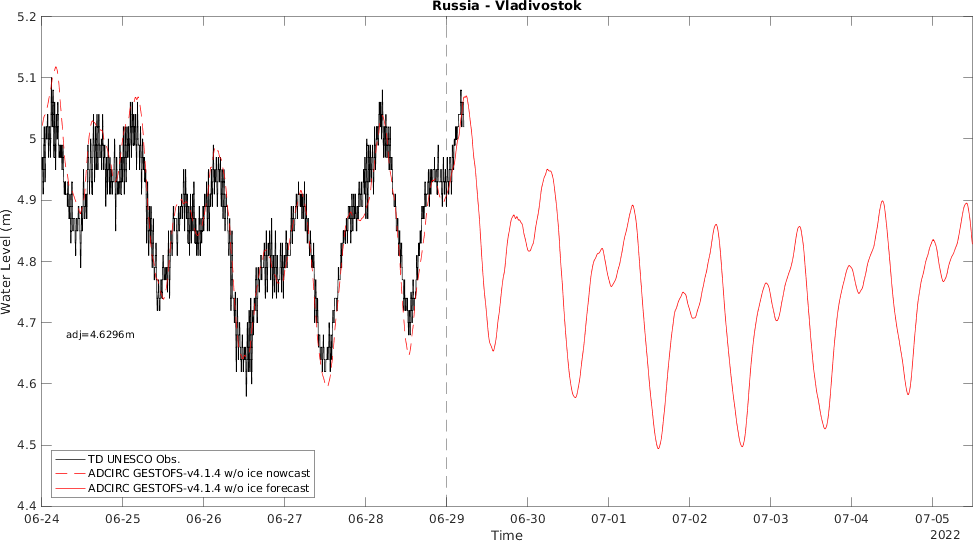 Russia - Vladivostok
5.2
5.1
5
4.9
4.8
4.7
4.6
4.5
4.4
Water Level (m)
adj=4.6296m
TD UNESCO Obs.
ADCIRC GESTOFS-v4.1.4 w/o ice nowcast
ADCIRC GESTOFS-v4.1.4 w/o ice forecast
06-24 06-25 06-26 06-27 06-28 06-29 06-30 07-01 07-02 07-03 07-04 07-05
2022
Time